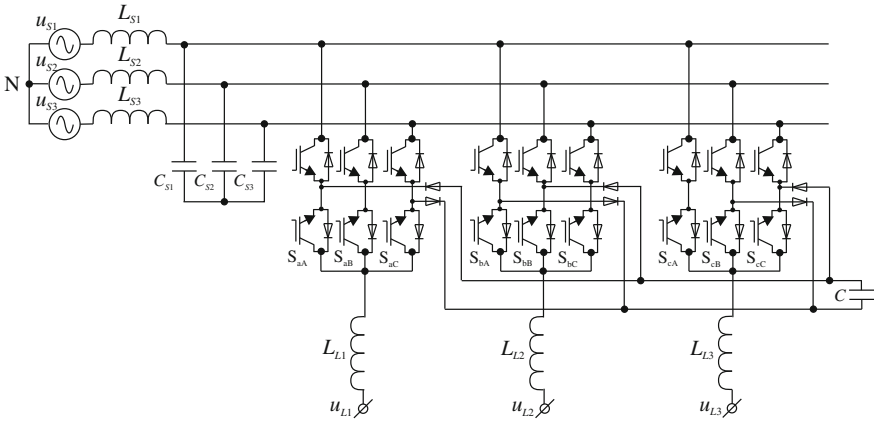 u_S1
L_S1
u_S2
L_S2
N
u_S3
L_S3
C_S1 C_S2 C_S3
S_aA S_aB S_aC S_bA S_bB S_bC S_cA S_cB S_cC
C
L_L1 L_L2 L_L3
u_L1 u_L2 u_L3